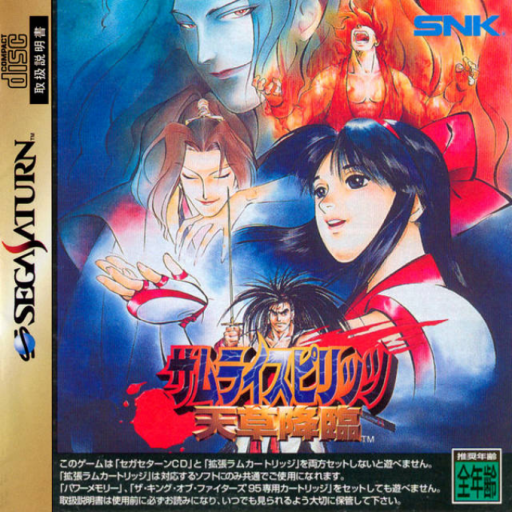 COMPACT
disc
取扱説明書
SNK
SEGA SATURN™
サムライスピリッツ
天草降臨™
このゲームは「セガサターンCD」と「拡張ラムカートリッジ」を両方セットしないと遊べません。
「拡張ラムカートリッジ」は対応するソフトにのみ共通でご使用になれます。
「パワーメモリー」、「ザ・キング・オブ・ファイターズ'95専用カートリッジ」をセットしても遊べません。
取扱説明書は使用前に必ずお読みになり、いつでも見られるよう大切に保管して下さい。
推奨年齢
全年齢